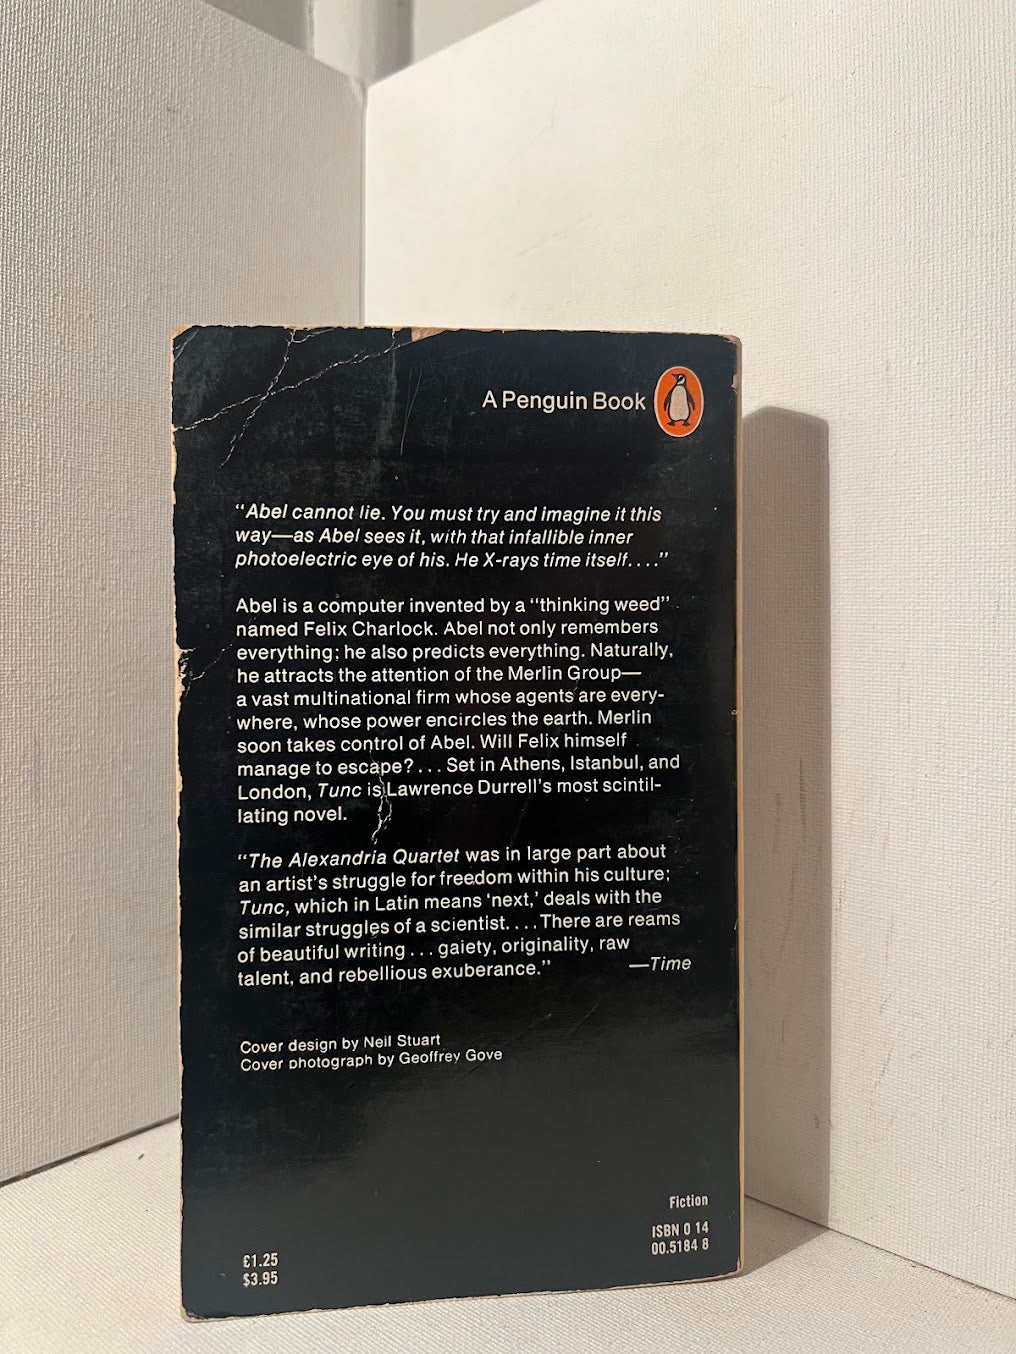 A Penguin Book
“Abel cannot lie. You must try and imagine it this
way—as Abel sees it, with that infallible inner
photoelectric eye of his. He X-rays time itself....”
Abel is a computer invented by a “thinking weed”
named Felix Charlock. Abel not only remembers
everything; he also predicts everything. Naturally,
he attracts the attention of the Merlin Group—
a vast multinational firm whose agents are every-
where, whose power encircles the earth. Merlin
soon takes control of Abel. Will Felix himself
manage to escape?... Set in Athens, Istanbul, and
London, Tunc is Lawrence Durrell’s most scintil-
lating novel.
“The Alexandria Quartet was in large part about
an artist’s struggle for freedom within his culture;
Tunc, which in Latin means ‘next,’ deals with the
similar struggles of a scientist.... There are reams
of beautiful writing... gaiety, originality, raw
talent, and rebellious exuberance.” —Time
Cover design by Neil Stuart
Cover photograph by Geoffrey Gove
Fiction
ISBN 0 14
00.5184 8
£1.25
$3.95